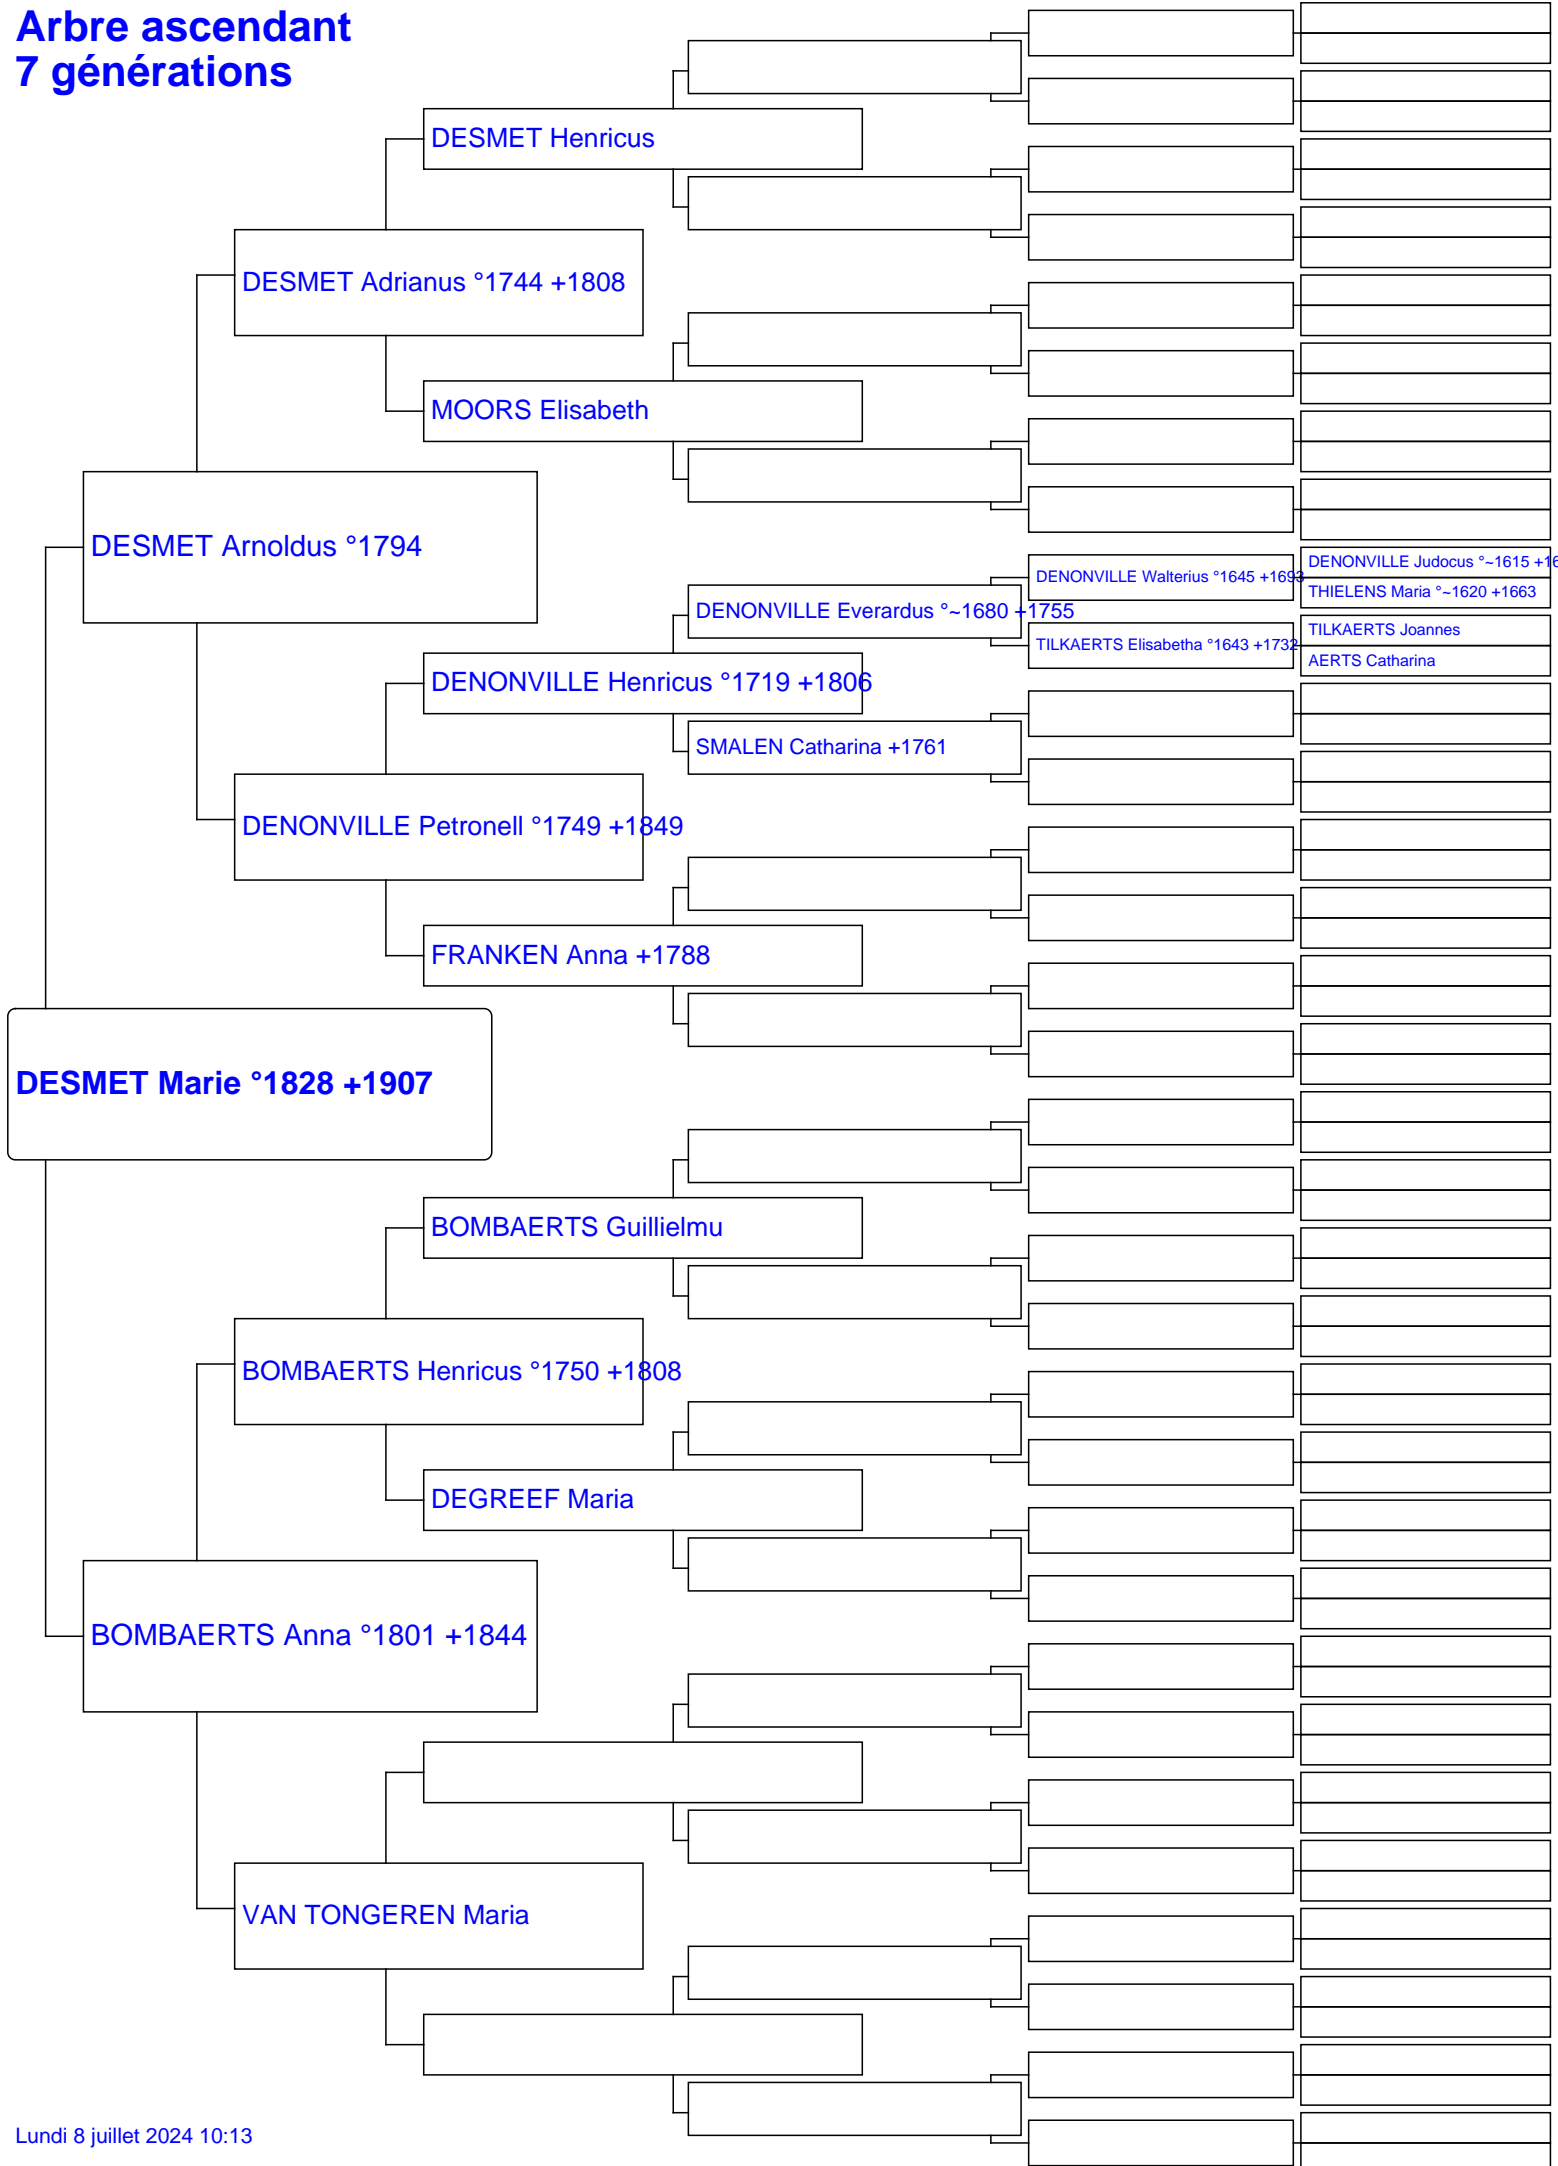 Arbre ascendant
7 générations
DESMET Henricus
DESMET Adrianus °1744 +1808
MOORS Elisabeth
DESMET Arnoldus °1794
DENONVILLE Judocus °~1615 +16
DENONVILLE Walterius °1645 +1693
THIELENS Maria °~1620 +1663
DENONVILLE Everardus °~1680 +1755
TILKAERTS Joannes
TILKAERTS Elisabetha °1643 +1732
AERTS Catharina
DENONVILLE Henricus °1719 +1806
SMALEN Catharina +1761
DENONVILLE Petronell °1749 +1849
FRANKEN Anna +1788
DESMET Marie °1828 +1907
BOMBAERTS Guillielmu
BOMBAERTS Henricus °1750 +1808
DEGREEF Maria
BOMBAERTS Anna °1801 +1844
VAN TONGEREN Maria
Lundi 8 juillet 2024 10:13